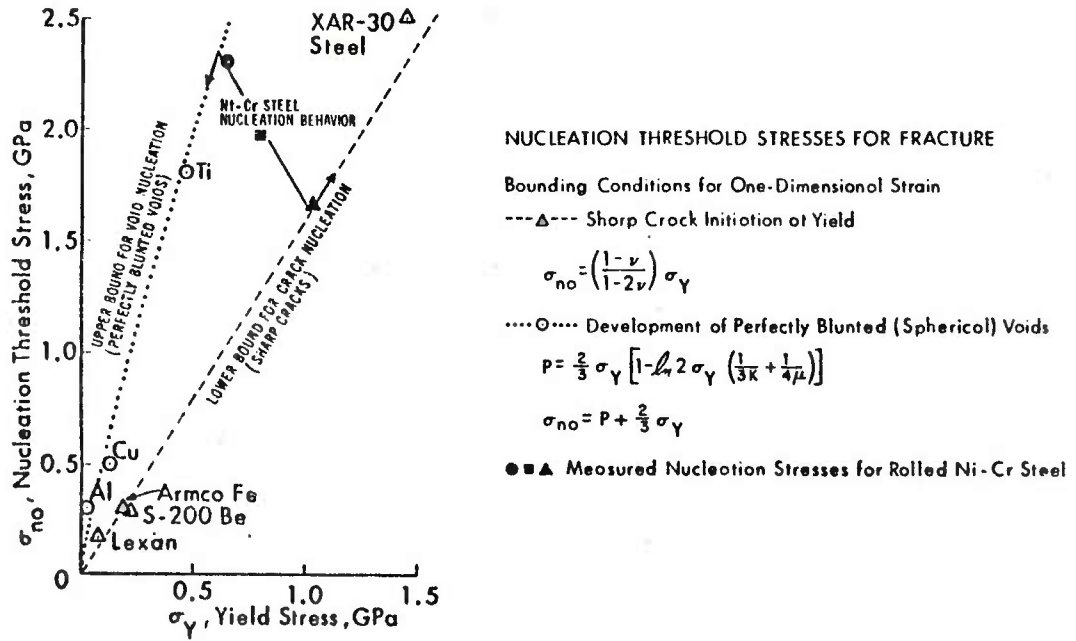 2.5
2.0
1.5
1.0
0.5
0
0.5
1.0
1.5
σno, Nucleation Threshold Stress, GPa
σY, Yield Stress, GPa
XAR-30
Steel
Ni-Cr STEEL
NUCLEATION BEHAVIOR
Ti
UPPER BOUND FOR VOID NUCLEATION
(PERFECTLY BLUNTED VOIDS)
LOWER BOUND FOR CRACK NUCLEATION
(SHARP CRACKS)
Cu
Al
Armco Fe
S-200 Be
Lexan
NUCLEATION THRESHOLD STRESSES FOR FRACTURE
Bounding Conditions for One-Dimensional Strain
---△--- Sharp Crack Initiation at Yield
σno = ((1-ν)/(1-2ν)) σY
····○···· Development of Perfectly Blunted (Spherical) Voids
P = 2/3 σY [1-ln 2 σY (1/3K + 1/4μ)]
σno = P + 2/3 σY
●■▲ Measured Nucleation Stresses for Rolled Ni-Cr Steel